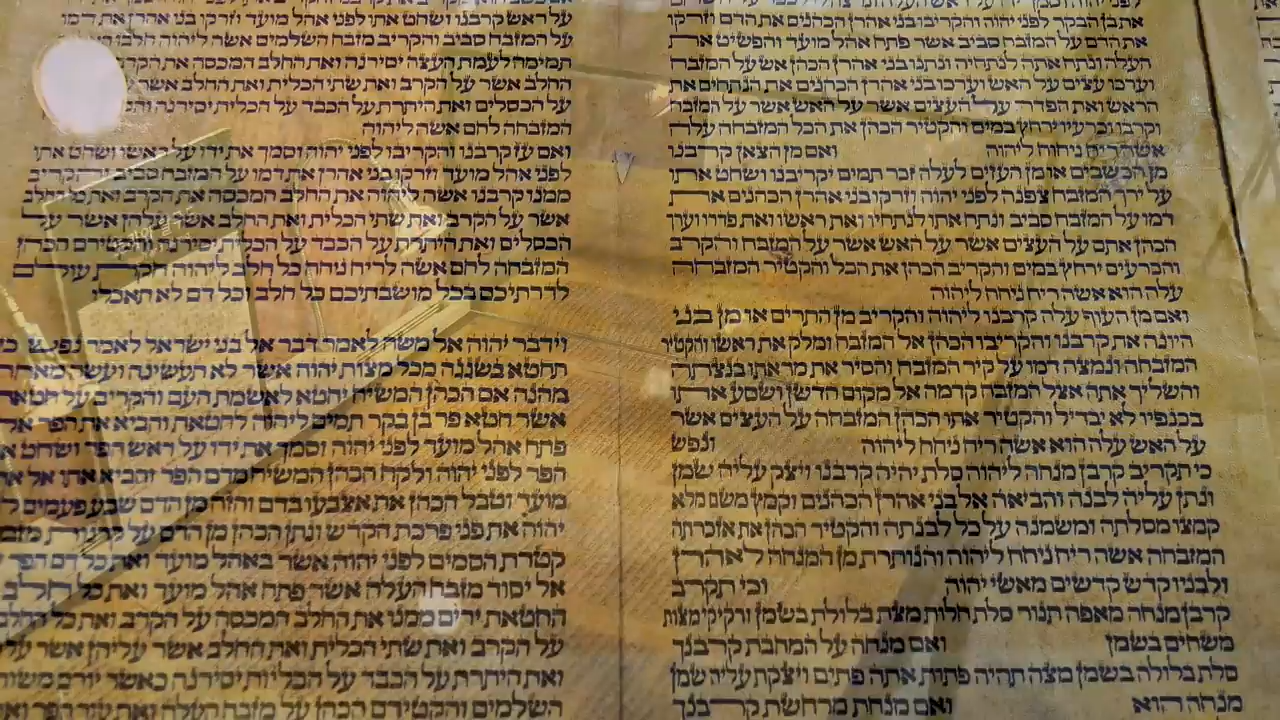 את בן הבקר לפני יהוה והקריבו בני אהרן הכהנים את הדם וזרקו
את הדם על המזבח סביב אשר פתח אהל מועד והפשיט את
העלה ונתח אתה לנתחיה ונתנו בני אהרן הכהן אש על המזבח
וערכו עצים על האש וערכו בני אהרן הכהנים את הנתחים את
הראש ואת הפדר על העצים אשר על האש אשר על המזבח
וקרבו וכרעיו ירחץ במים והקטיר הכהן את הכל המזבחה עלה
אשה ריח ניחוח ליהוה ואם מן הצאן קרבנו
מן הכשבים או מן העזים לעלה זכר תמים יקריבנו ושחט אתו
על ירך המזבח צפנה לפני יהוה וזרקו בני אהרן הכהנים את
דמו על המזבח סביב ונתח אתו לנתחיו ואת ראשו ואת פדרו וערך
הכהן אתם על העצים אשר על האש אשר על המזבח והקרב
והכרעים ירחץ במים והקריב הכהן את הכל והקטיר המזבחה
עלה הוא אשה ריח ניחח ליהוה
ואם מן העוף עלה קרבנו ליהוה והקריב מן התרים או מן בני
היונה את קרבנו והקריבו הכהן אל המזבח ומלק את ראשו והקטיר
המזבחה ונמצה דמו על קיר המזבח והסיר את מראתו בנצתה
והשליך אתה אצל המזבח קדמה אל מקום הדשן ושסע אתו
בכנפיו לא יבדיל והקטיר אתו הכהן המזבחה על העצים אשר
על האש עלה הוא אשה ריח ניחח ליהוה ונפש
כי תקריב קרבן מנחה ליהוה סלת יהיה קרבנו ויצק עליה שמן
ונתן עליה לבנה והביאה אל בני אהרן הכהנים וקמץ משם מלא
קמצו מסלתה ומשמנה על כל לבנתה והקטיר הכהן את אזכרתה
המזבחה אשה ריח ניחח ליהוה והנותרת מן המנחה לאהרן
ולבניו קדש קדשים מאשי יהוה וכי תקרב
קרבן מנחה מאפה תנור סלת חלות מצת בלולת בשמן ורקיקי מצות
משחים בשמן ואם מנחה על המחבת קרבנך
סלת בלולה בשמן מצה תהיה פתות אתה פתים ויצקת עליה שמן
מנחה הוא ואם מנחת מרחשת קרבנך
על ראש קרבנו ושחט אתו לפני אהל מועד וזרקו בני אהרן את דמו
על המזבח סביב והקריב מזבח השלמים אשה ליהוה חלבו
תמימה לעמת העצה יסירנה ואת החלב המכסה את הקרב
החלב אשר על הקרב ואת שתי הכלית ואת החלב אשר
על הכסלים ואת היתרת על הכבד על הכלית יסירנה
המזבחה לחם אשה ליהוה
ואם עז קרבנו והקריבו לפני יהוה וסמך את ידו על ראשו ושחט אתו
לפני אהל מועד וזרקו בני אהרן את דמו על המזבח סביב והקריב
ממנו קרבנו אשה ליהוה את החלב המכסה את הקרב ואת כל החלב
אשר על הקרב ואת שתי הכלית ואת החלב אשר עלהן אשר על
הכסלים ואת היתרת על הכבד על הכלית יסירנה והקטירם הכהן
המזבחה לחם אשה לריח ניחח כל חלב ליהוה חקת עולם
לדרתיכם בכל מושבתיכם כל חלב וכל דם לא תאכלו
וידבר יהוה אל משה לאמר דבר אל בני ישראל לאמר נפש כי
תחטא בשגגה מכל מצות יהוה אשר לא תעשינה ועשה מאחת
מהנה אם הכהן המשיח יחטא לאשמת העם והקריב על חטאתו
אשר חטא פר בן בקר תמים ליהוה לחטאת והביא את הפר אל
פתח אהל מועד לפני יהוה וסמך את ידו על ראש הפר ושחט את
הפר לפני יהוה ולקח הכהן המשיח מדם הפר והביא אתו אל אהל
מועד וטבל הכהן את אצבעו בדם והזה מן הדם שבע פעמים לפני
יהוה את פני פרכת הקדש ונתן הכהן מן הדם על קרנות מזבח
קטרת הסמים לפני יהוה אשר באהל מועד ואת כל דם הפר
אל יסוד מזבח העלה אשר פתח אהל מועד ואת כל חלב
החטאת ירים ממנו את החלב המכסה על הקרב ואת כל החלב
על הקרב ואת שתי הכלית ואת החלב אשר עליהן אשר על
ואת היתרת על הכבד על הכליות יסירנה כאשר יורם משור
השלמים והקטירם הכהן על מזבח העלה ואת עור הפר ואת